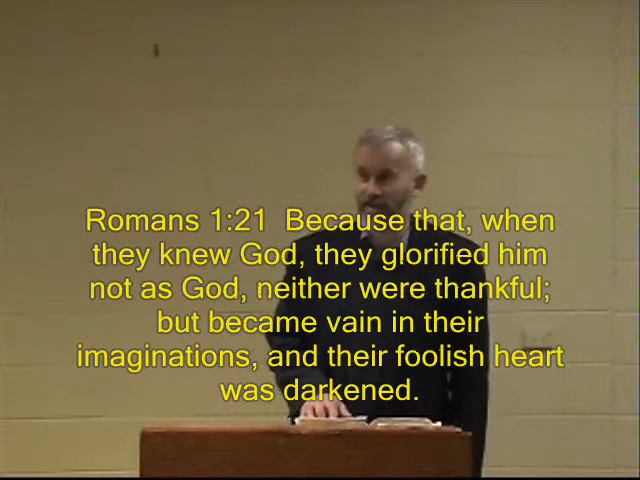 Romans 1:21  Because that, when
they knew God, they glorified him
not as God, neither were thankful;
but became vain in their
imaginations, and their foolish heart
was darkened.